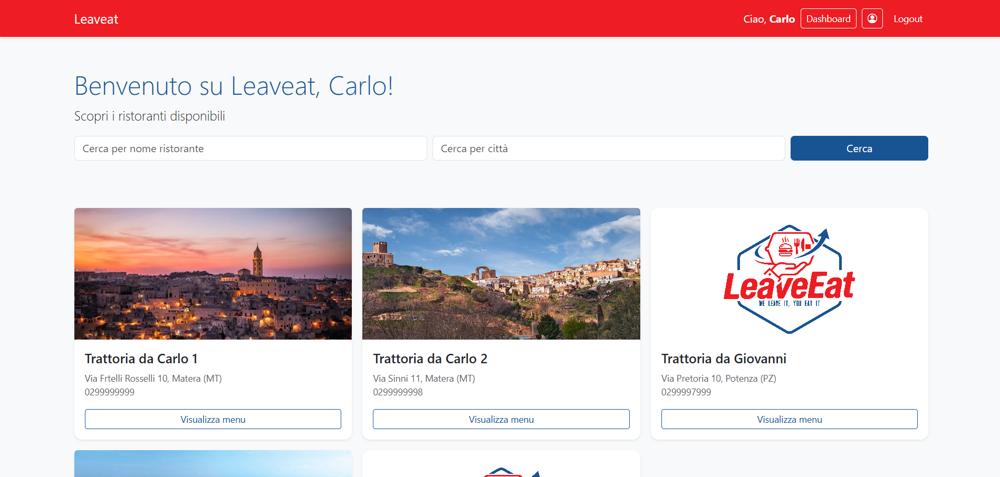 Leaveat
Ciao, Carlo Dashboard Logout
Benvenuto su Leaveat, Carlo!
Scopri i ristoranti disponibili
Cerca per nome ristorante
Cerca per città
Cerca
LeaveEat
WE LEAVE IT, YOU EAT IT
Trattoria da Carlo 1
Via Frtelli Rosselli 10, Matera (MT)
0299999999
Visualizza menu
Trattoria da Carlo 2
Via Sinni 11, Matera (MT)
0299999998
Visualizza menu
Trattoria da Giovanni
Via Pretoria 10, Potenza (PZ)
0299997999
Visualizza menu